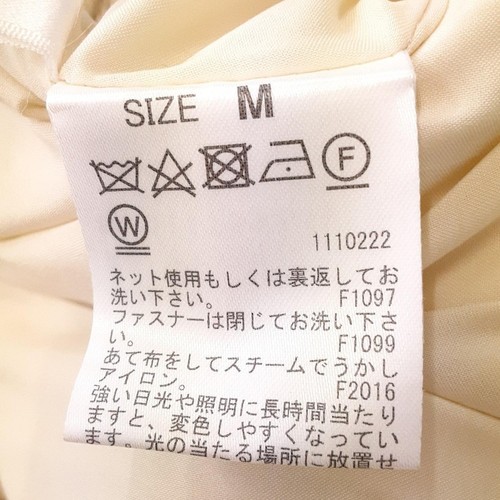 SIZE M
F
W
1110222
ネット使用もしくは裏返してお
洗い下さい。 F1097
ファスナーは閉じてお洗い下さ
い。 F1099
あて布をしてスチームでうかし
アイロン。 F2016
強い日光や照明に長時間当たり
ますと、変色しやすくなってい
ます。光の当たる場所に放置せ